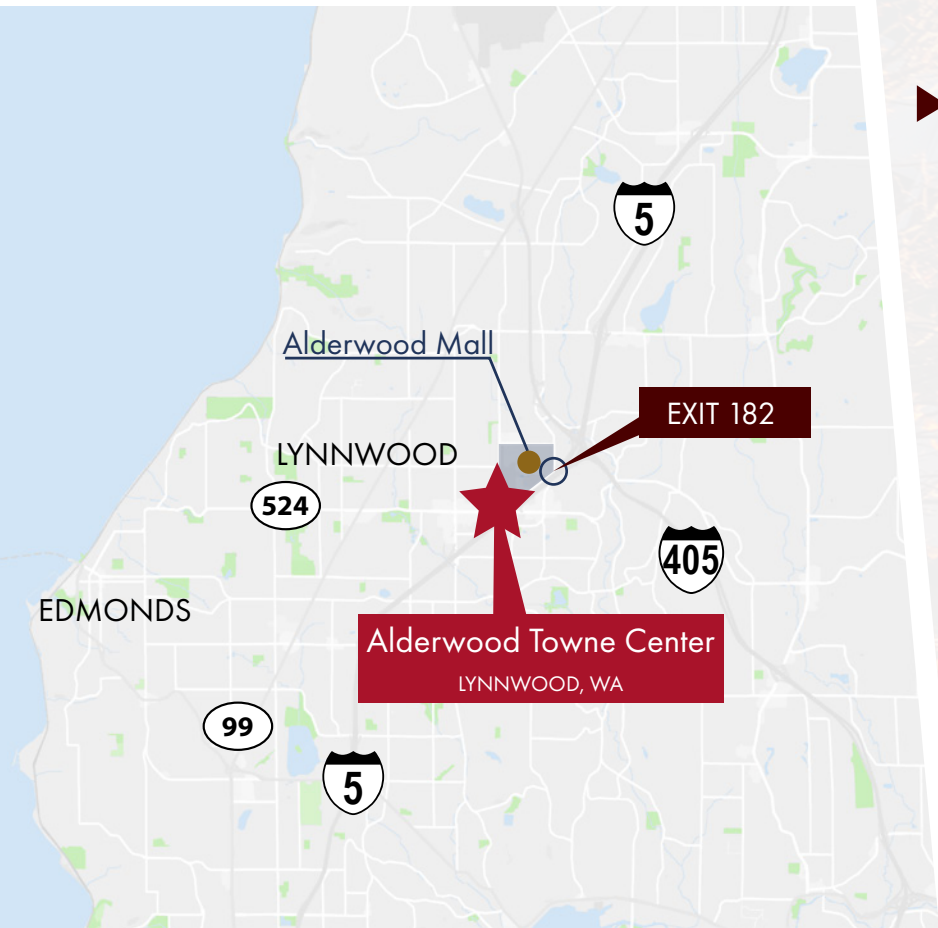 5
Alderwood Mall
EXIT 182
LYNNWOOD
524
405
EDMONDS
Alderwood Towne Center
LYNNWOOD, WA
99
5